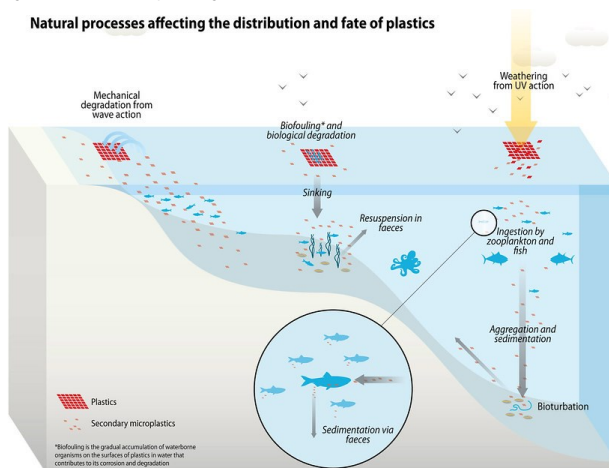 Natural processes affecting the distribution and fate of plastics
Weathering
from UV action
Mechanical
degradation from
wave action
Biofouling* and
biological degradation
Sinking
Resuspension in
faeces
Ingestion by
zooplankton and
fish
Aggregation and
sedimentation
Bioturbation
Sedimentation via
faeces
Plastics
Secondary microplastics
*Biofouling is the gradual accumulation of waterborne
organisms on the surfaces of plastics in water that
contributes to its corrosion and degradation